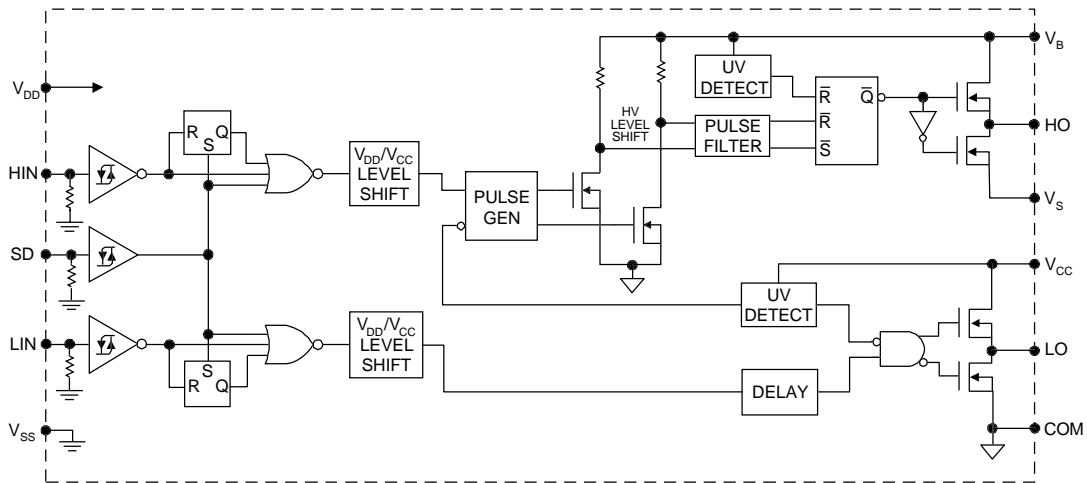 V_B
UV
DETECT
V_DD
R̅ Q̅
R Q
S
HV
LEVEL
SHIFT
PULSE
FILTER
R̅
S̅
HO
HIN
V_DD/V_CC
LEVEL
SHIFT
PULSE
GEN
V_S
SD
V_CC
UV
DETECT
LIN
V_DD/V_CC
LEVEL
SHIFT
LO
S
R Q
DELAY
V_SS
COM